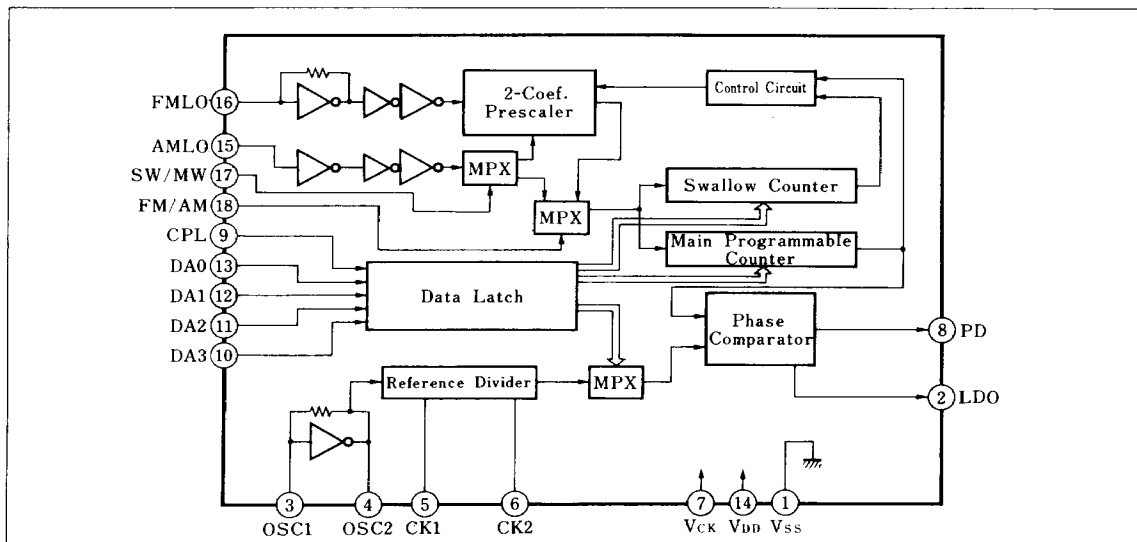 FMLO 16
AMLO 15
SW/MW 17
FM/AM 18
CPL 9
DA0 13
DA1 12
DA2 11
DA3 10
2-Coef.
Prescaler
Control Circuit
MPX
MPX
Swallow Counter
Main Programmable
Counter
Data Latch
Phase
Comparator
8 PD
2 LDO
Reference Divider
MPX
3 4 5 6 7 14 1
OSC1 OSC2 CK1 CK2 VCK VDD VSS